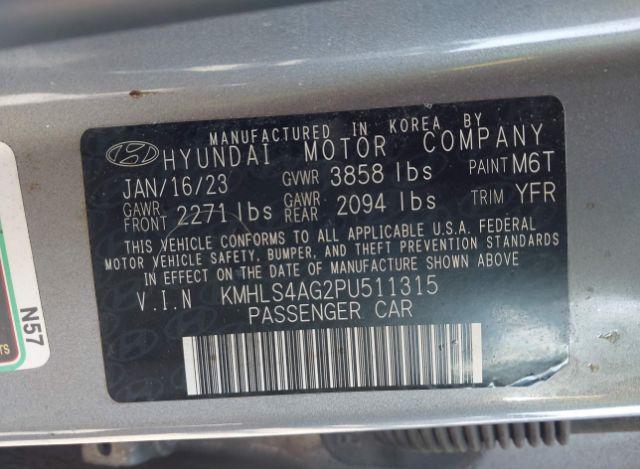 MANUFACTURED IN KOREA BY
HYUNDAI MOTOR COMPANY
JAN/16/23 GVWR 3858 lbs PAINT M6T
GAWR FRONT 2271 lbs GAWR REAR 2094 lbs TRIM YFR
THIS VEHICLE CONFORMS TO ALL APPLICABLE U.S.A. FEDERAL
MOTOR VEHICLE SAFETY, BUMPER, AND THEFT PREVENTION STANDARDS
IN EFFECT ON THE DATE OF MANUFACTURE SHOWN ABOVE
V.I.N KMHLS4AG2PU511315
PASSENGER CAR
N57